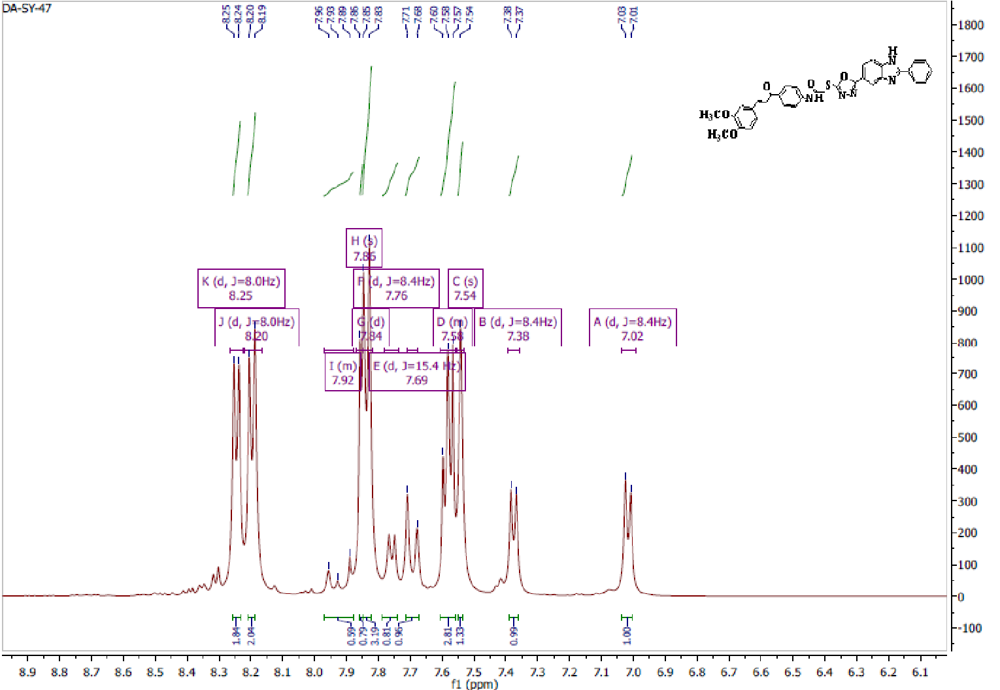 DA-SY-47
8.25
8.24
8.20
8.19
7.96
7.93
7.89
7.86
7.85
7.83
7.71
7.68
7.60
7.58
7.57
7.54
7.38
7.37
7.03
7.01
H
N
N
O
N-N
S
O
NH
O
H₃CO
H₃CO
H (s)
7.86
K (d, J=8.0Hz)
8.25
F (d, J=8.4Hz)
7.76
C (s)
7.54
J (d, J=8.0Hz)
8.20
G (d)
7.84
D (m)
7.58
B (d, J=8.4Hz)
7.38
A (d, J=8.4Hz)
7.02
I (m)
7.92
E (d, J=15.4 Hz)
7.69
1800
1700
1600
1500
1400
1300
1200
1100
1000
900
800
700
600
500
400
300
200
100
0
-100
1.84
2.04
0.59
0.79
3.19
0.81
0.96
2.81
1.33
0.99
1.00
8.9 8.8 8.7 8.6 8.5 8.4 8.3 8.2 8.1 8.0 7.9 7.8 7.7 7.6 7.5 7.4 7.3 7.2 7.1 7.0 6.9 6.8 6.7 6.6 6.5 6.4 6.3 6.2 6.1
f1 (ppm)